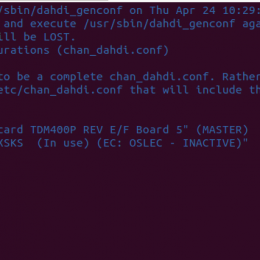 /sbin/dahdi_genconf on Thu Apr 24 10:29:
and execute /usr/sbin/dahdi_genconf aga
ill be LOST.
urations (chan_dahdi.conf)
to be a complete chan_dahdi.conf. Rather
etc/chan_dahdi.conf that will include th
card TDM400P REV E/F Board 5" (MASTER)
XSKS (In use) (EC: OSLEC - INACTIVE)"